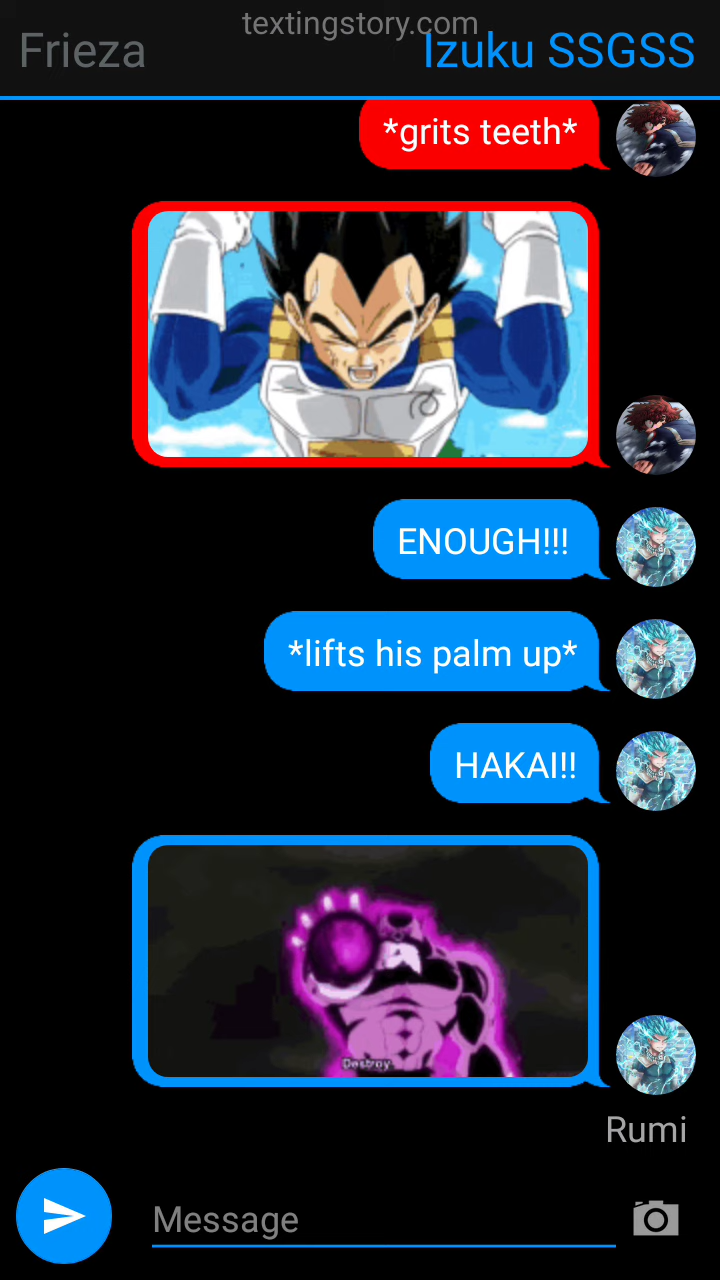 textingstory.com
Frieza
Izuku SSGSS
*grits teeth*
ENOUGH!!!
*lifts his palm up*
HAKAI!!
Destroy.
Rumi
Message